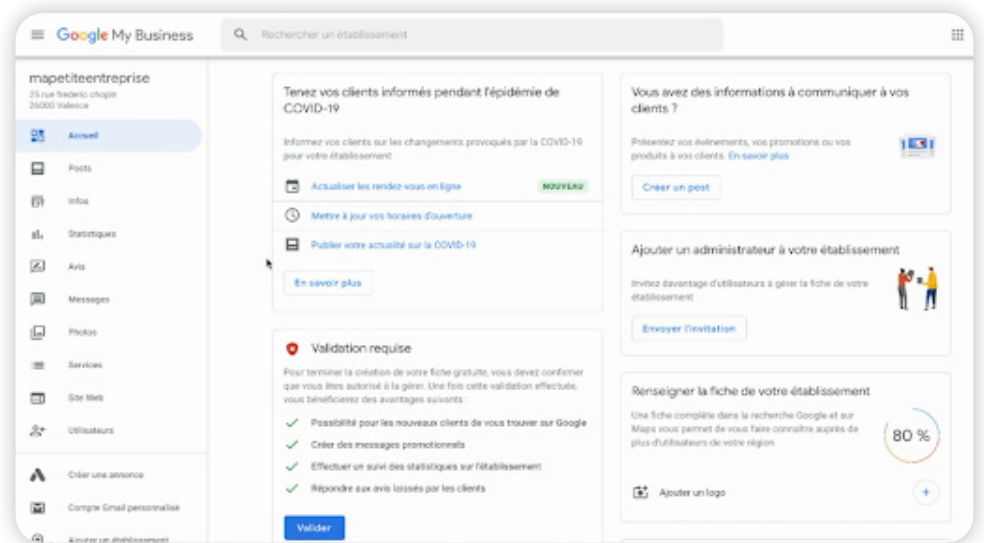 Google My Business
Rechercher un établissement
mapetiteentreprise
25 rue frederic chopin
26000 Valence
Accueil
Posts
Infos
Statistiques
Avis
Messages
Photos
Services
Site Web
Utilisateurs
Créer une annonce
Compte Gmail personnalisé
Ajouter un établissement
Tenez vos clients informés pendant l'épidémie de
COVID-19
Informez vos clients sur les changements provoqués par la COVID-19
pour votre établissement
Actualiser les rendez-vous en ligne
NOUVEAU
Mettre à jour vos horaires d'ouverture
Publier votre actualité sur la COVID-19
En savoir plus
Validation requise
Pour terminer la création de votre fiche gratuite, vous devez confirmer
que vous êtes autorisé à la gérer. Une fois cette validation effectuée,
vous bénéficierez des avantages suivants :
Possibilité pour les nouveaux clients de vous trouver sur Google
Créer des messages promotionnels
Effectuer un suivi des statistiques sur l'établissement
Répondre aux avis laissés par les clients
Valider
Vous avez des informations à communiquer à vos
clients ?
Présentez vos événements, vos promotions ou vos
produits à vos clients. En savoir plus
Créer un post
Ajouter un administrateur à votre établissement
Invitez davantage d'utilisateurs à gérer la fiche de votre
établissement
Envoyer l'invitation
Renseigner la fiche de votre établissement
Une fiche complète dans la recherche Google et sur
Maps vous permet de vous faire connaître auprès de
plus d'utilisateurs de votre région
80 %
Ajouter un logo